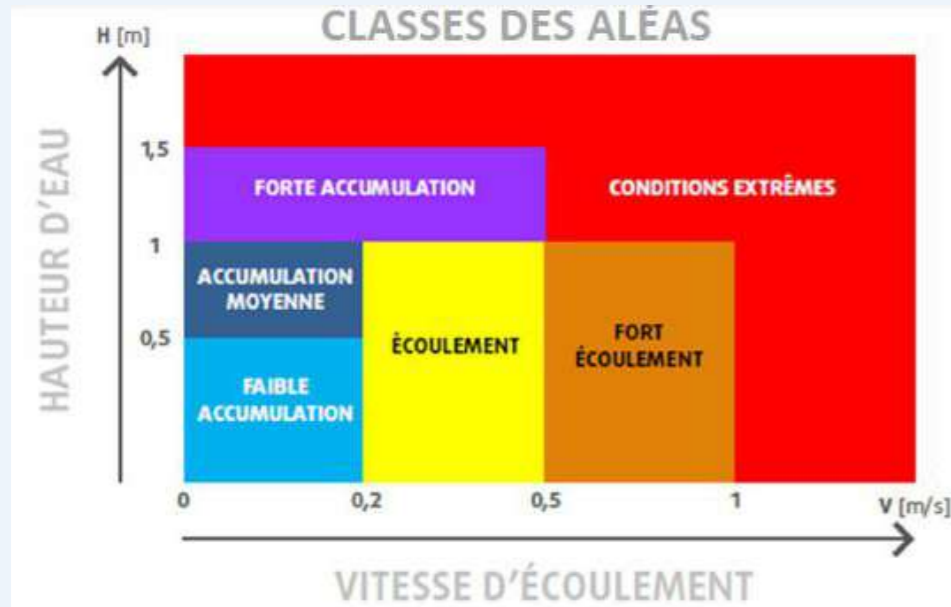 CLASSES DES ALÉAS
H [m]
HAUTEUR D'EAU
1,5
FORTE ACCUMULATION
CONDITIONS EXTRÊMES
1
ACCUMULATION
MOYENNE
0,5
ÉCOULEMENT
FORT
ÉCOULEMENT
FAIBLE
ACCUMULATION
0
0,2
0,5
1
V [m/s]
VITESSE D'ÉCOULEMENT